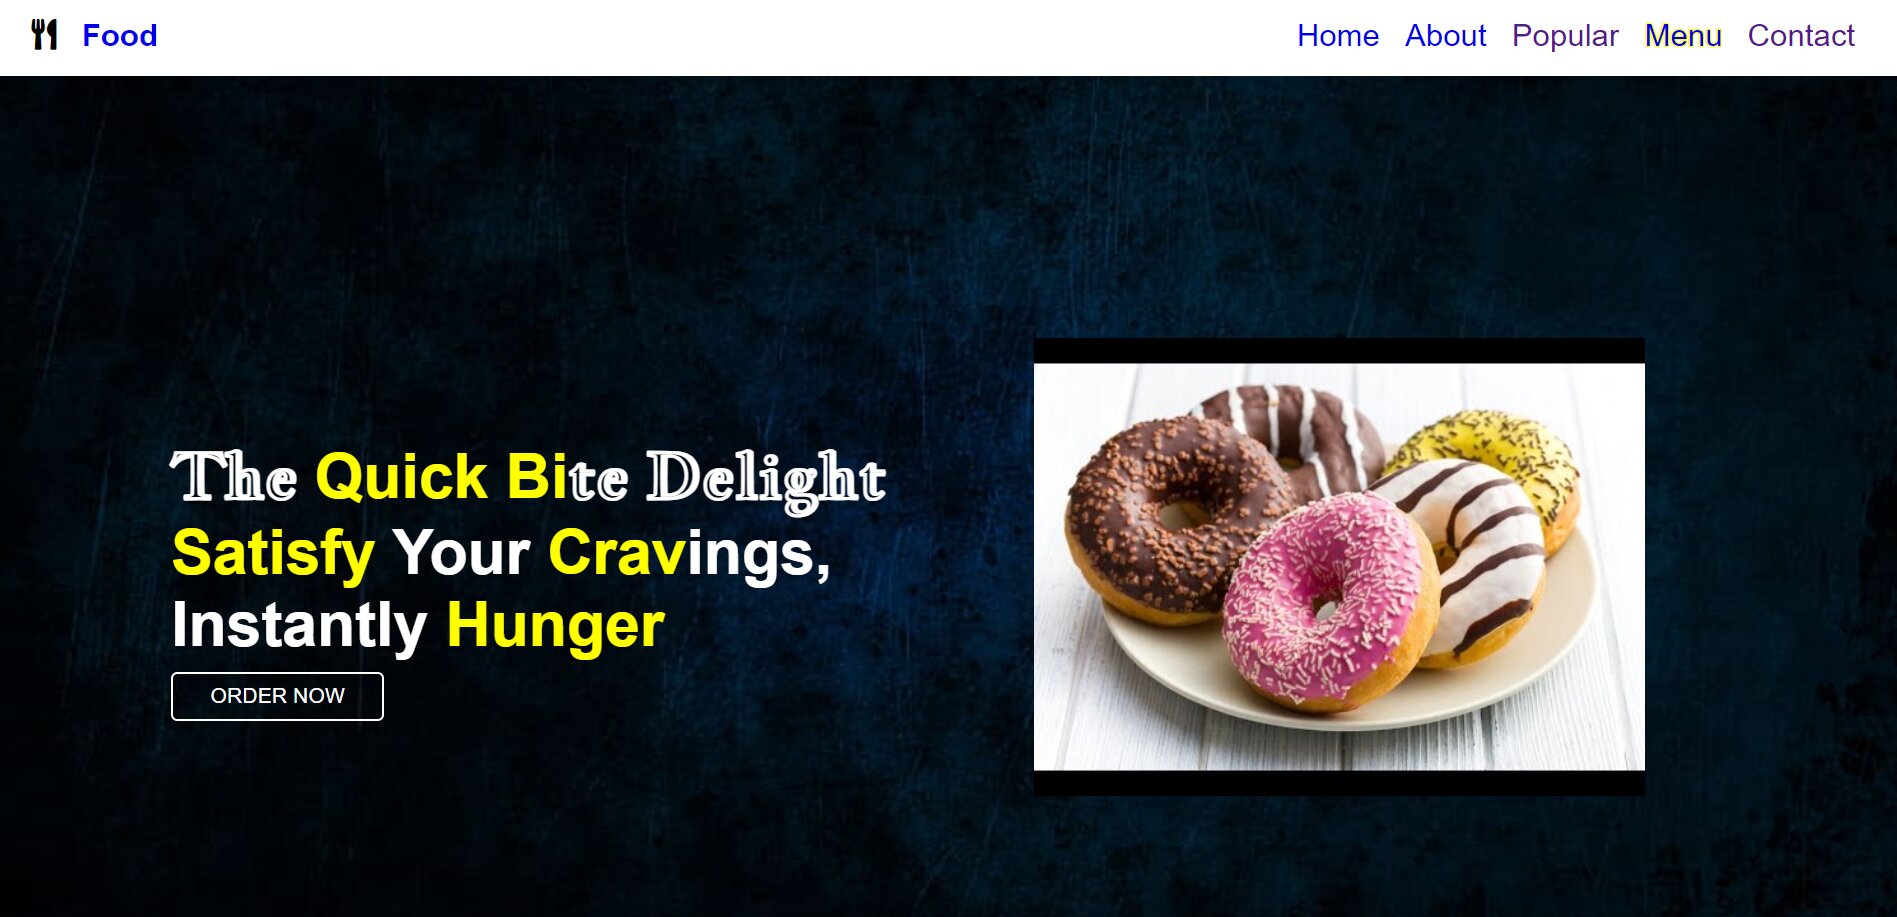 Food
Home About Popular Menu Contact
The Quick Bite Delight
Satisfy Your Cravings,
Instantly Hunger
ORDER NOW